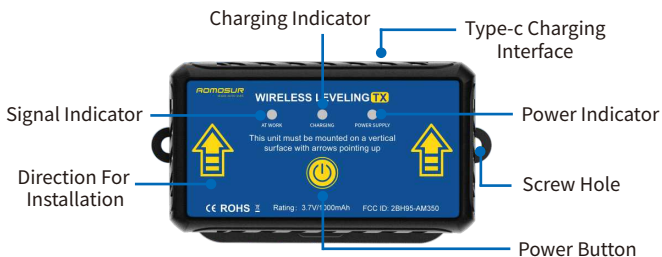 Charging Indicator
Type-c Charging
Interface
Signal Indicator
Power Indicator
Direction For
Installation
Screw Hole
Power Button
AOMOSUR
WIRELESS LEVELING TX
AT WORK
CHARGING
POWER SUPPLY
This unit must be mounted on a vertical
surface with arrows pointing up
CE ROHS Rating: 3.7V/1000mAh FCC ID: 2BH95-AM350